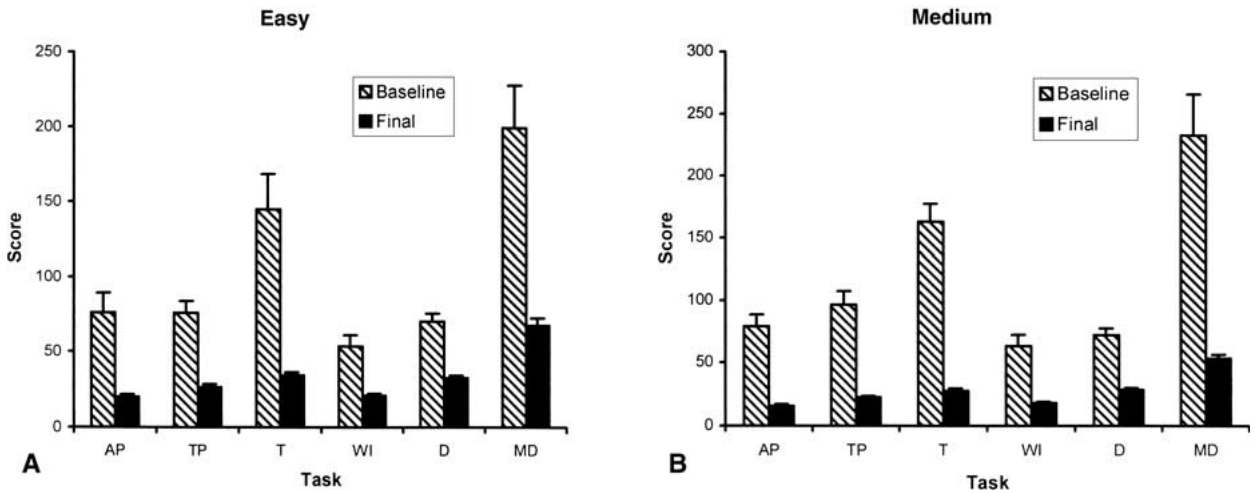 Easy
250
200
150
100
50
0
Score
Baseline
Final
AP TP T WI D MD
Task
A
Medium
300
250
200
150
100
50
0
Score
Baseline
Final
AP TP T WI D MD
Task
B